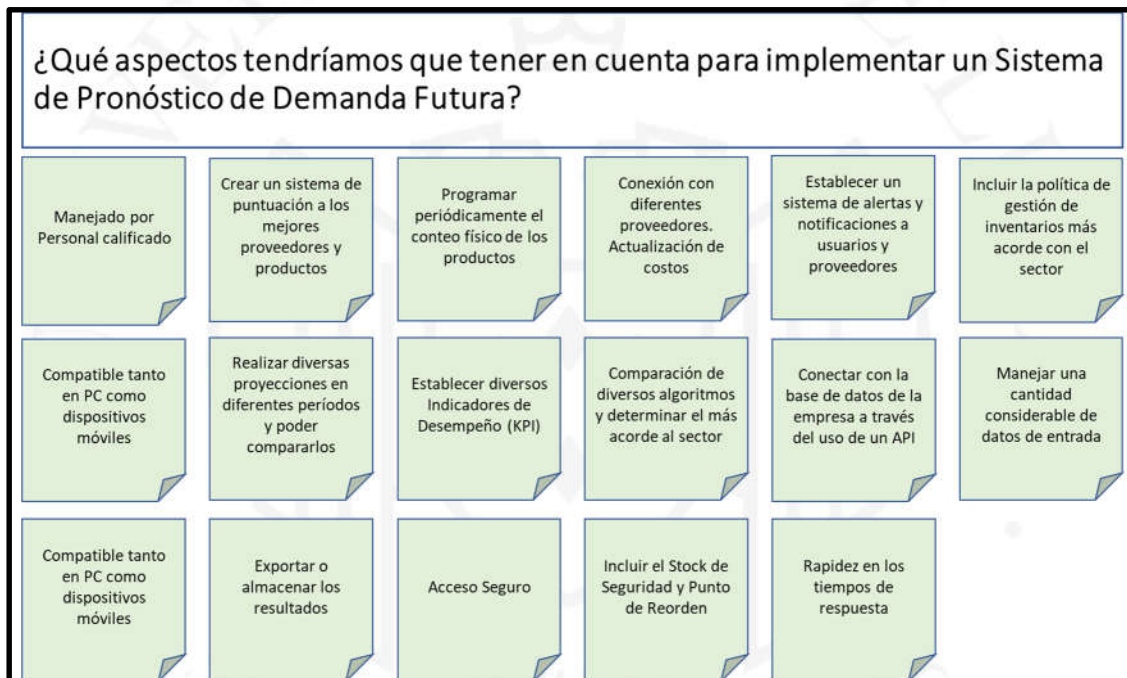 ¿Qué aspectos tendríamos que tener en cuenta para implementar un Sistema
de Pronóstico de Demanda Futura?
Manejado por
Personal calificado
Crear un sistema de
puntuación a los
mejores
proveedores y
productos
Programar
periódicamente el
conteo físico de los
productos
Conexión con
diferentes
proveedores.
Actualización de
costos
Establecer un
sistema de alertas y
notificaciones a
usuarios y
proveedores
Incluir la política de
gestión de
inventarios más
acorde con el
sector
Compatible tanto
en PC como
dispositivos
móviles
Realizar diversas
proyecciones en
diferentes períodos
y poder
compararlos
Establecer diversos
Indicadores de
Desempeño (KPI)
Comparación de
diversos algoritmos
y determinar el más
acorde al sector
Conectar con la
base de datos de la
empresa a través
del uso de un API
Manejar una
cantidad
considerable de
datos de entrada
Compatible tanto
en PC como
dispositivos
móviles
Exportar o
almacenar los
resultados
Acceso Seguro
Incluir el Stock de
Seguridad y Punto
de Reorden
Rapidez en los
tiempos de
respuesta